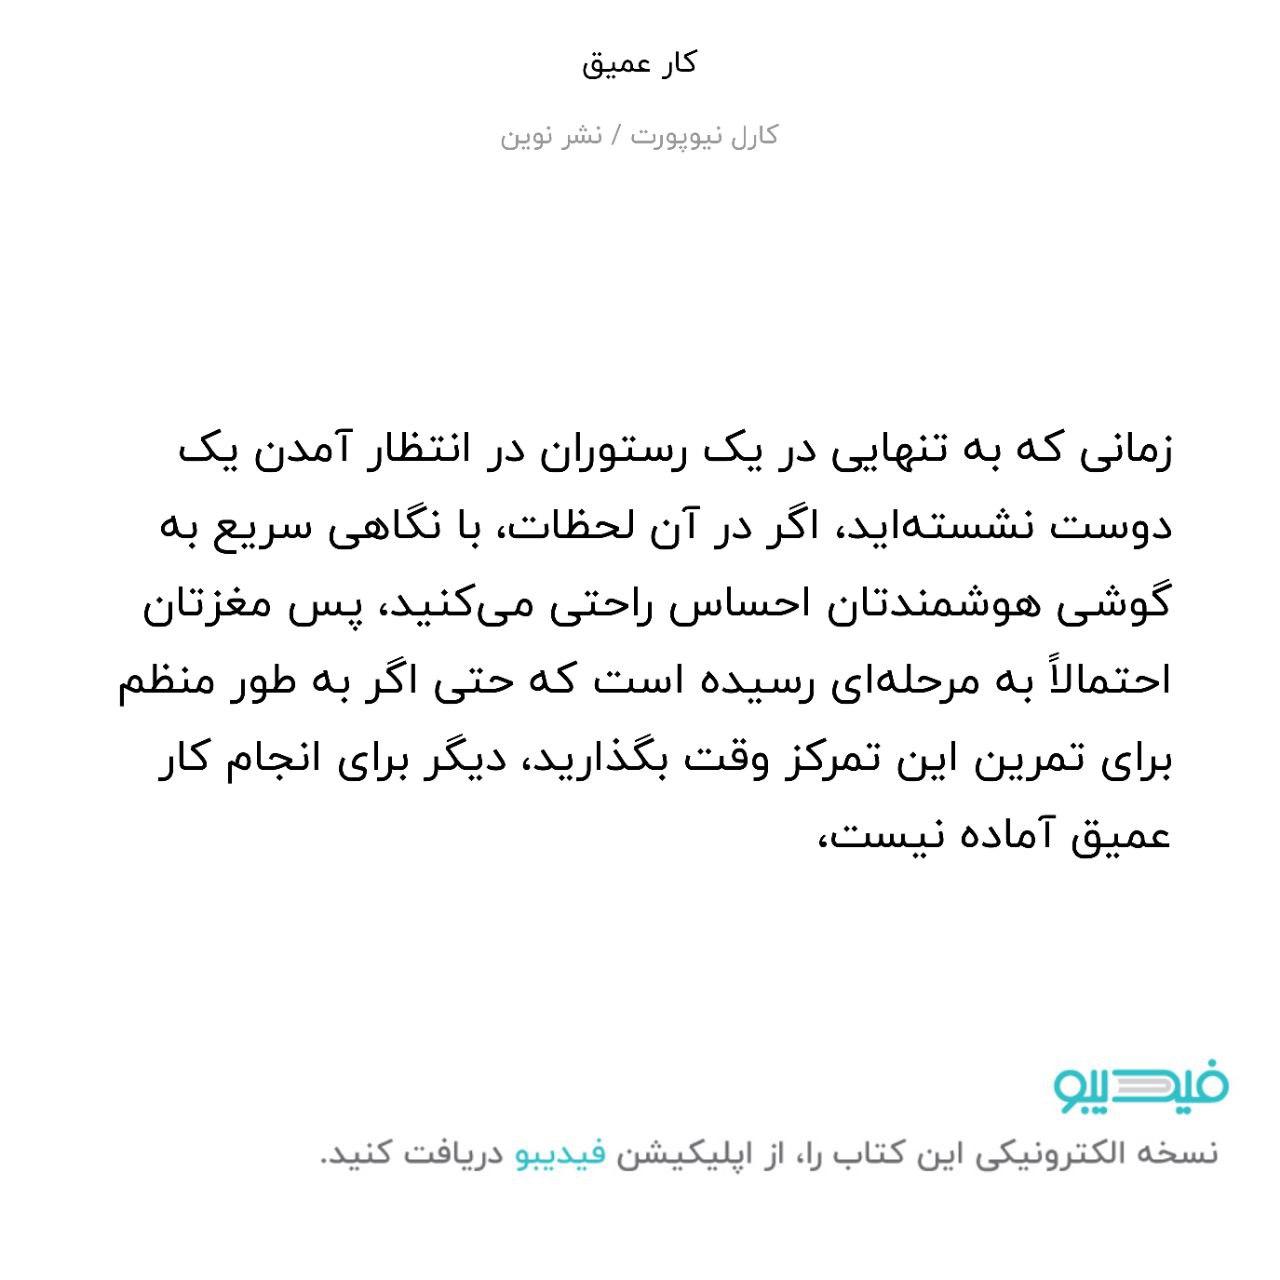 کار عمیق
کارل نیوپورت / نشر نوین
زمانی که به تنهایی در یک رستوران در انتظار آمدن یک
دوست نشسته‌اید، اگر در آن لحظات، با نگاهی سریع به
گوشی هوشمندتان احساس راحتی می‌کنید، پس مغزتان
احتمالاً به مرحله‌ای رسیده است که حتی اگر به طور منظم
برای تمرین این تمرکز وقت بگذارید، دیگر برای انجام کار
عمیق آماده نیست،
فیدیبو
نسخه الکترونیکی این کتاب را، از اپلیکیشن فیدیبو دریافت کنید.